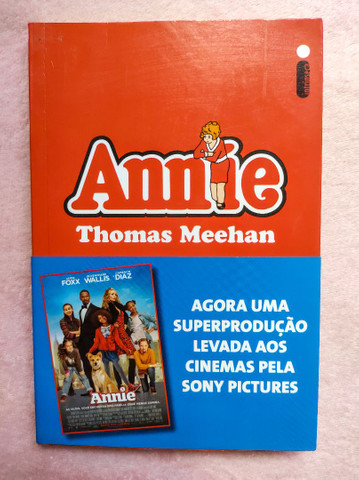 Annie
Thomas Meehan
FOXX WALLIS DIAZ
Annie
AGORA UMA
SUPERPRODUÇÃO
LEVADA AOS
CINEMAS PELA
SONY PICTURES